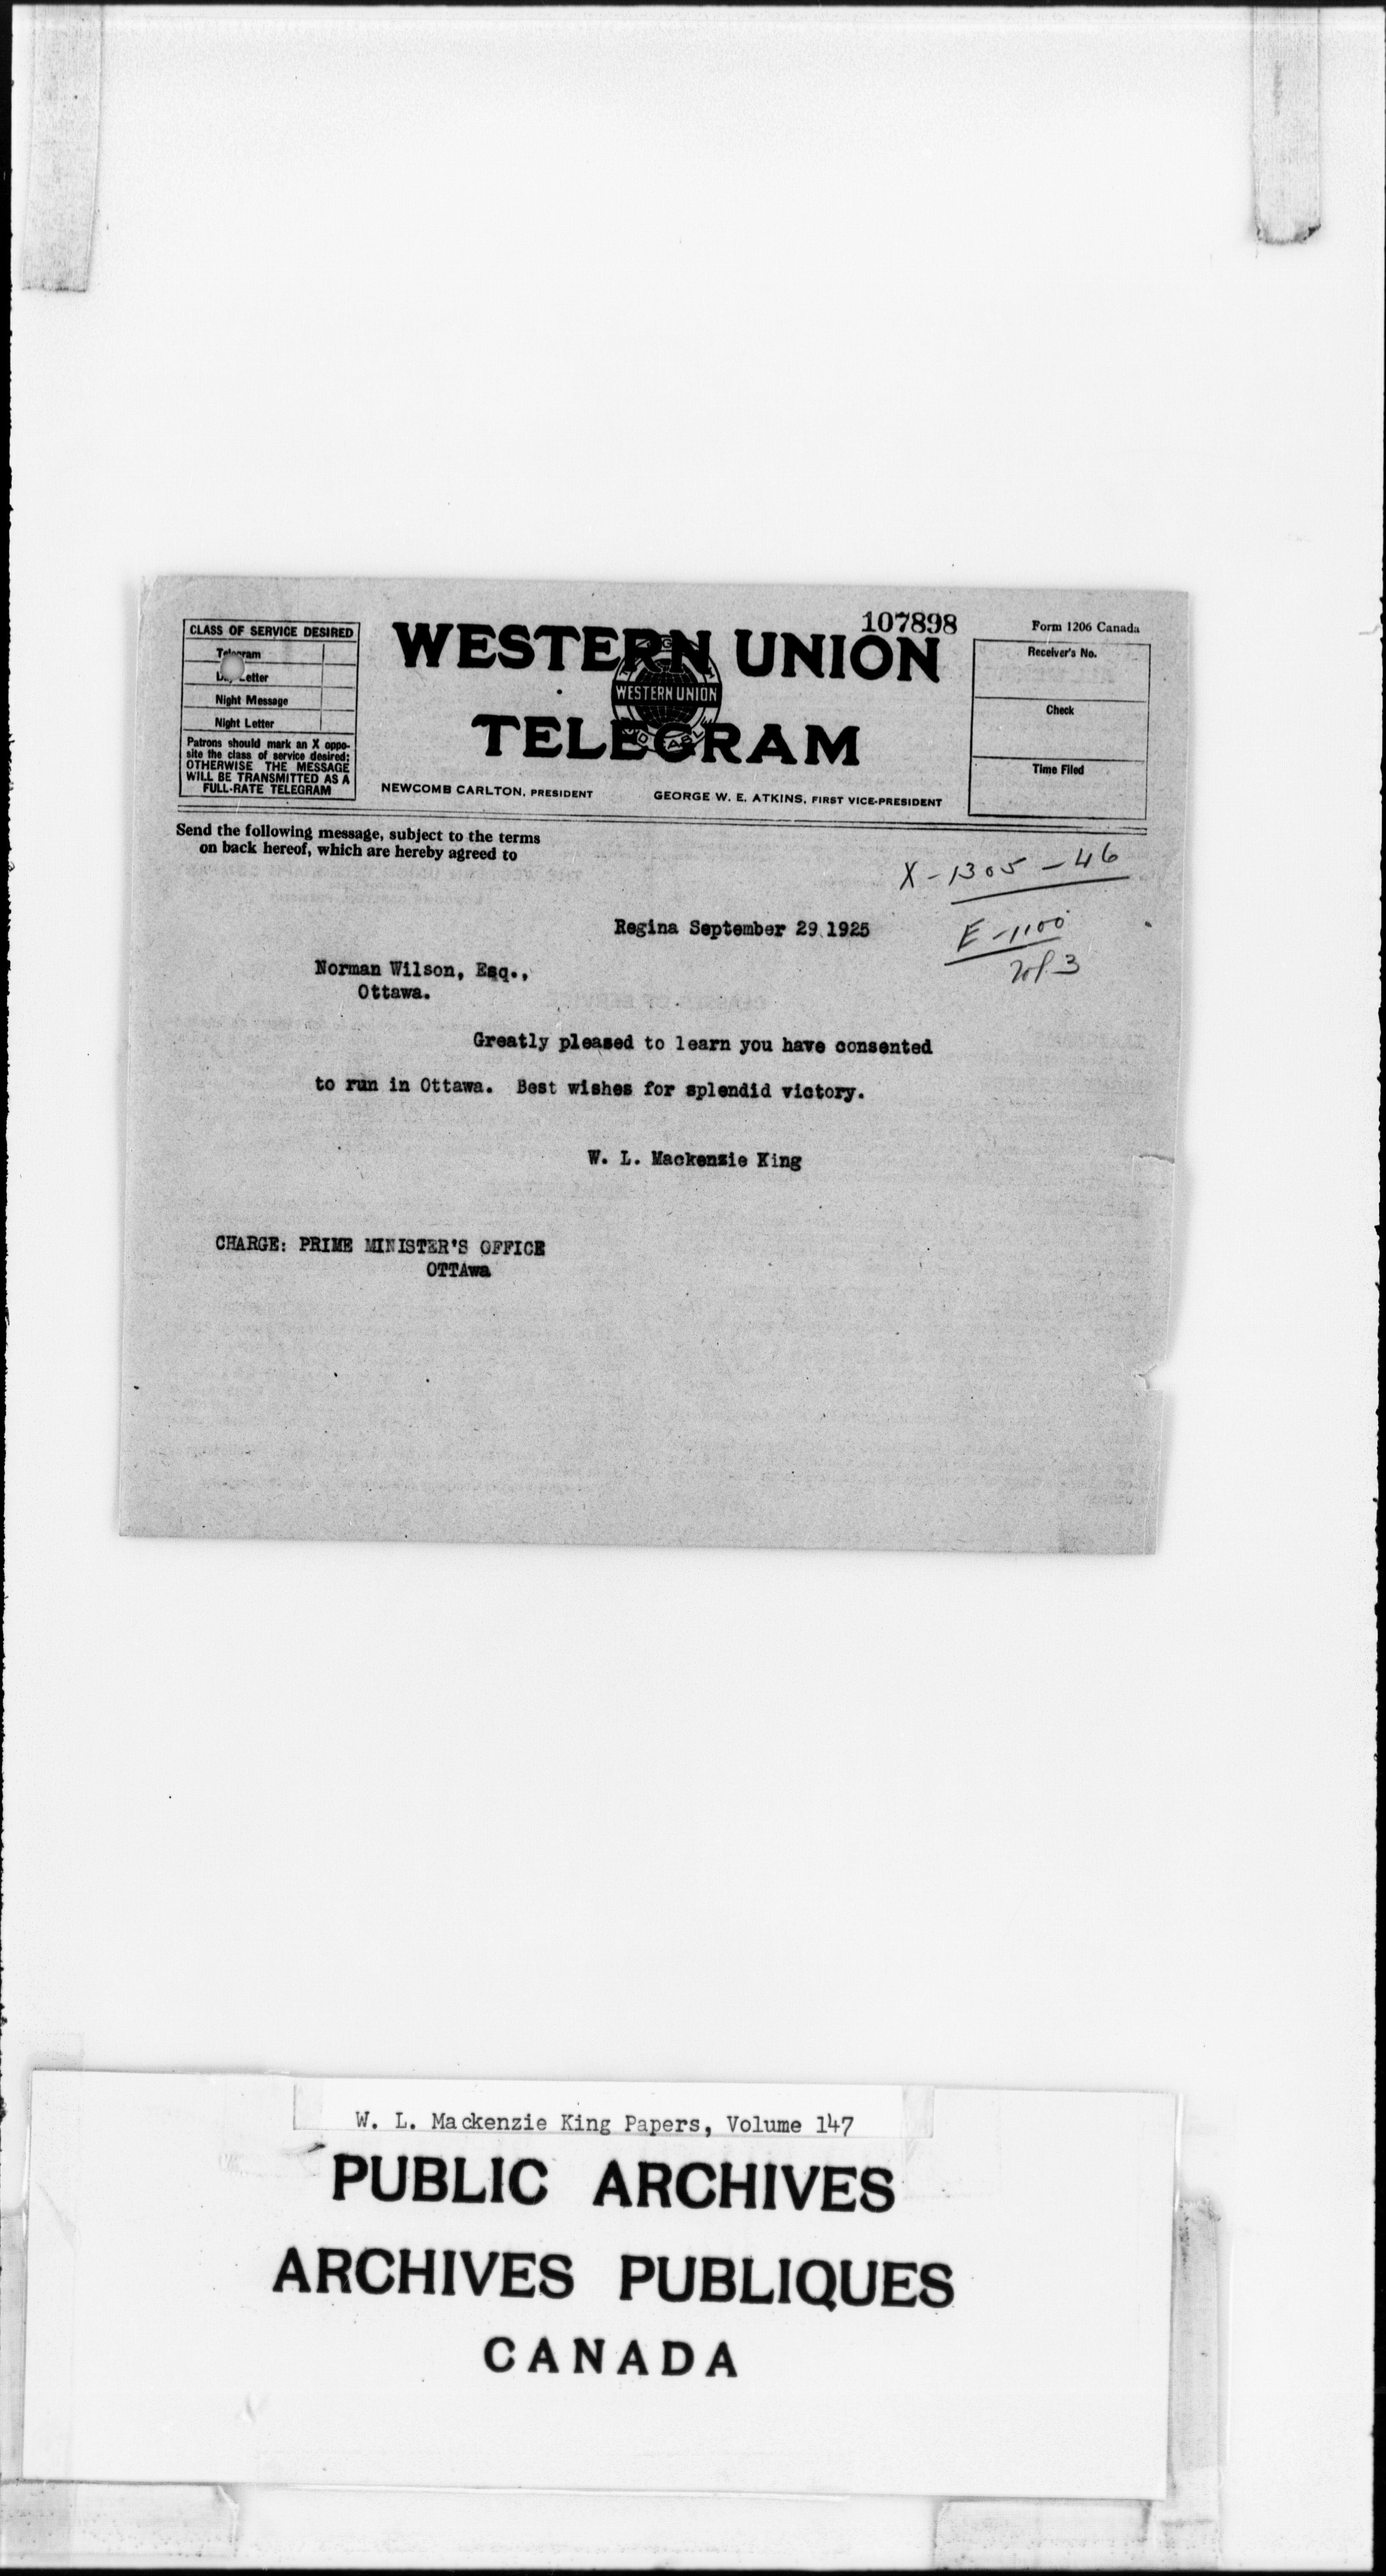 107898
Form 1206 Canada
CLASS OF SERVICE DESIRED
Telegram
Letter
Night Message
Night Letter
Patrons should mark an X oppo-
site the class of service desired;
OTHERWISE THE MESSAGE
WILL BE TRANSMITTED AS A
FULL-RATE TELEGRAM
WESTERN UNION
WESTERN UNION
TELEGRAM
NEWCOMB CARLTON, PRESIDENT
GEORGE W. E. ATKINS, FIRST VICE-PRESIDENT
Receiver's No.
Check
Time Filed
Send the following message, subject to the terms
on back hereof, which are hereby agreed to
X-1305-46
E-1100
Vol. 3
Regina September 29 1925
Norman Wilson, Esq.,
Ottawa.
Greatly pleased to learn you have consented
to run in Ottawa. Best wishes for splendid victory.
W. L. Mackenzie King
CHARGE: PRIME MINISTER'S OFFICE
OTTAwa
W. L. Mackenzie King Papers, Volume 147
PUBLIC ARCHIVES
ARCHIVES PUBLIQUES
CANADA